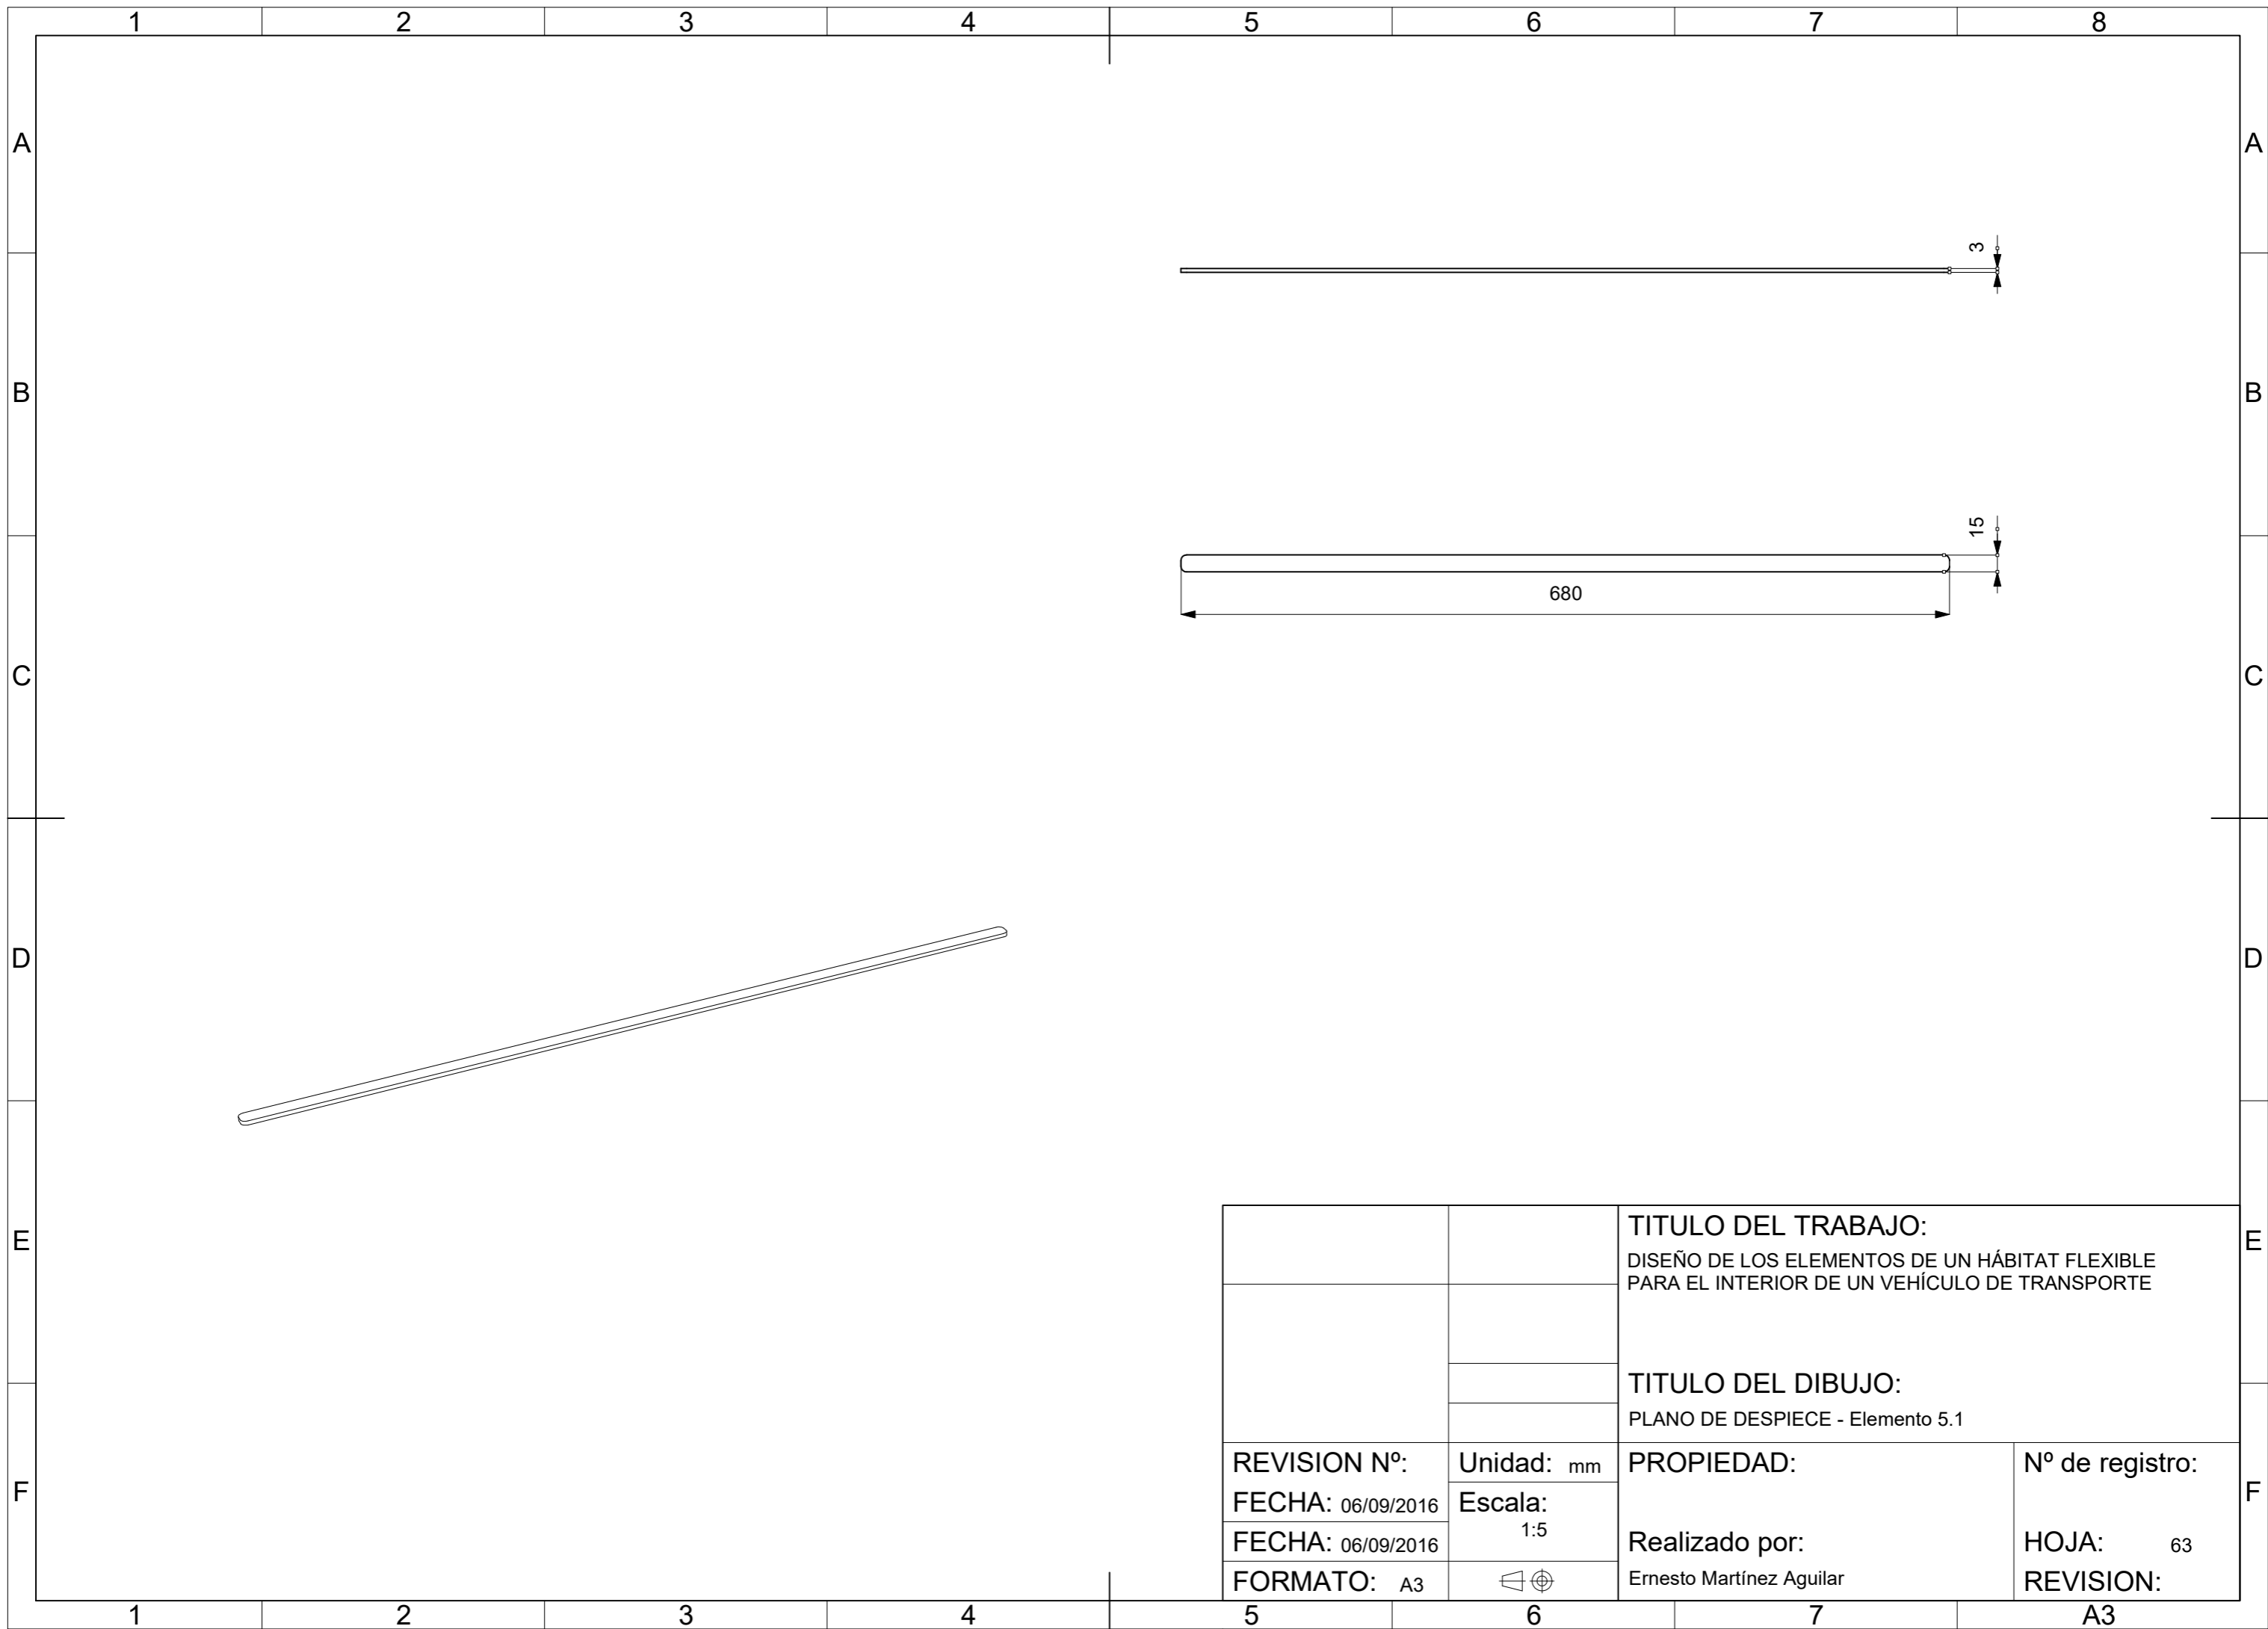 1 2 3 4 5 6 7 8
A A
B B
C C
D D
E E
F F
3
15
680
TITULO DEL TRABAJO:
DISEÑO DE LOS ELEMENTOS DE UN HÁBITAT FLEXIBLE
PARA EL INTERIOR DE UN VEHÍCULO DE TRANSPORTE
TITULO DEL DIBUJO:
PLANO DE DESPIECE - Elemento 5.1
REVISION Nº:
Unidad: mm
PROPIEDAD:
Nº de registro:
FECHA: 06/09/2016
Escala:
1:5
FECHA: 06/09/2016
Realizado por:
HOJA: 63
FORMATO: A3
Ernesto Martínez Aguilar
REVISION:
1 2 3 4 5 6 7 A3